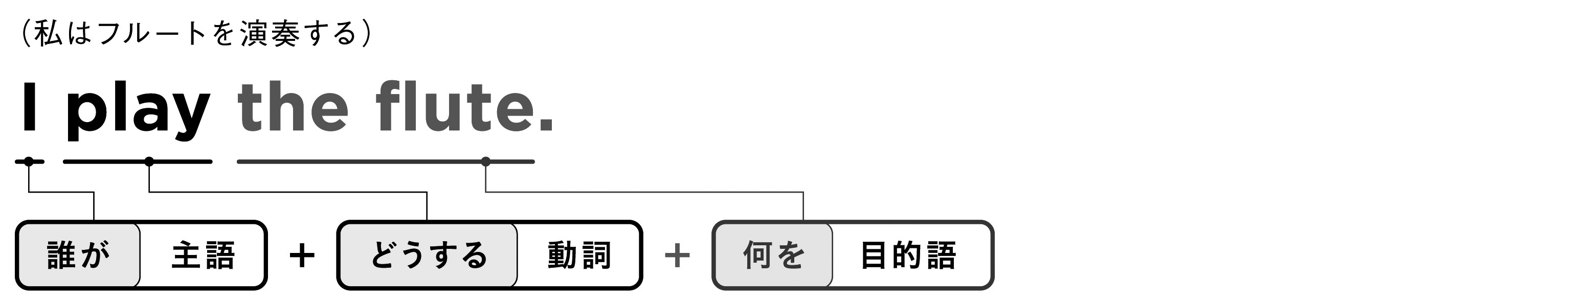 （私はフルートを演奏する）
I play the flute.
誰が 主語 + どうする 動詞 + 何を 目的語